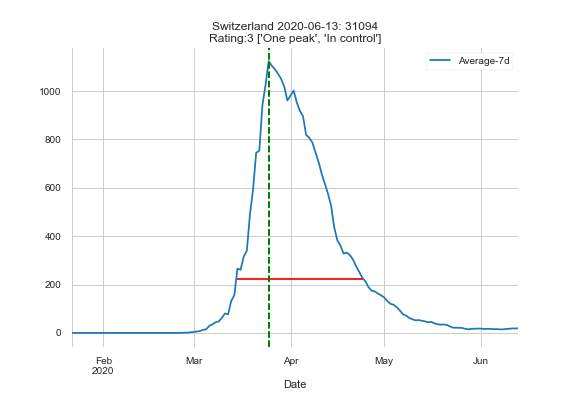 Switzerland 2020-06-13: 31094
Rating:3 ['One peak', 'In control']
Average-7d
1000
800
600
400
200
0
Feb
2020
Mar
Apr
May
Jun
Date